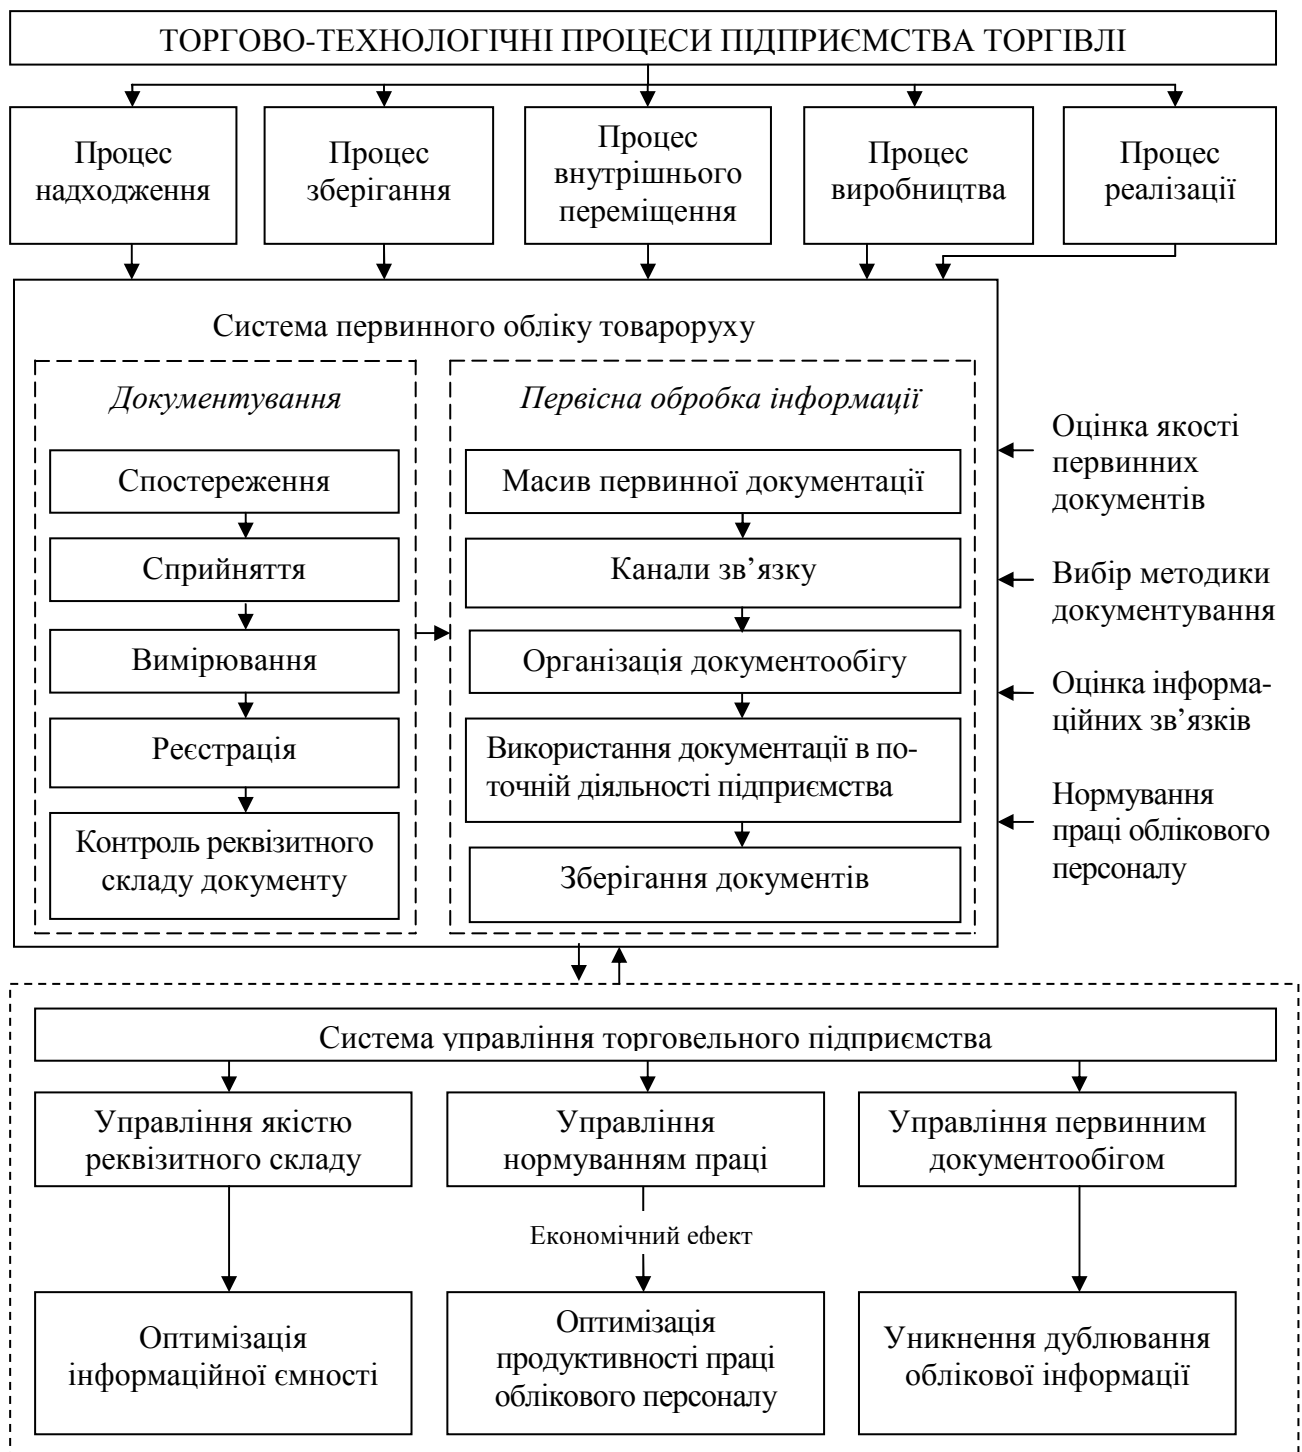 ТОРГОВО-ТЕХНОЛОГІЧНІ ПРОЦЕСИ ПІДПРИЄМСТВА ТОРГІВЛІ
Процес
надходження
Процес
зберігання
Процес
внутрішнього
переміщення
Процес
виробництва
Процес
реалізації
Система первинного обліку товароруху
Документування
Спостереження
Сприйняття
Вимірювання
Реєстрація
Контроль реквізитного
складу документу
Первісна обробка інформації
Масив первинної документації
Канали зв’язку
Організація документообігу
Використання документації в по-
точній діяльності підприємства
Зберігання документів
Оцінка якості
первинних
документів
Вибір методики
документування
Оцінка інформа-
ційних зв’язків
Нормування
праці облікового
персоналу
Система управління торговельного підприємства
Управління якістю
реквізитного складу
Управління
нормуванням праці
Управління первинним
документообігом
Економічний ефект
Оптимізація
інформаційної ємності
Оптимізація
продуктивності праці
облікового персоналу
Уникнення дублювання
облікової інформації